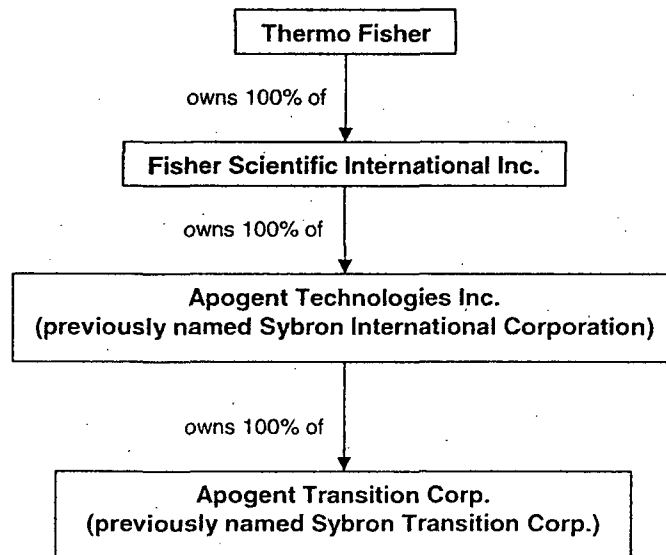 Thermo Fisher
owns 100% of
Fisher Scientific International Inc.
owns 100% of
Apogent Technologies Inc.
(previously named Sybron International Corporation)
owns 100% of
Apogent Transition Corp.
(previously named Sybron Transition Corp.)